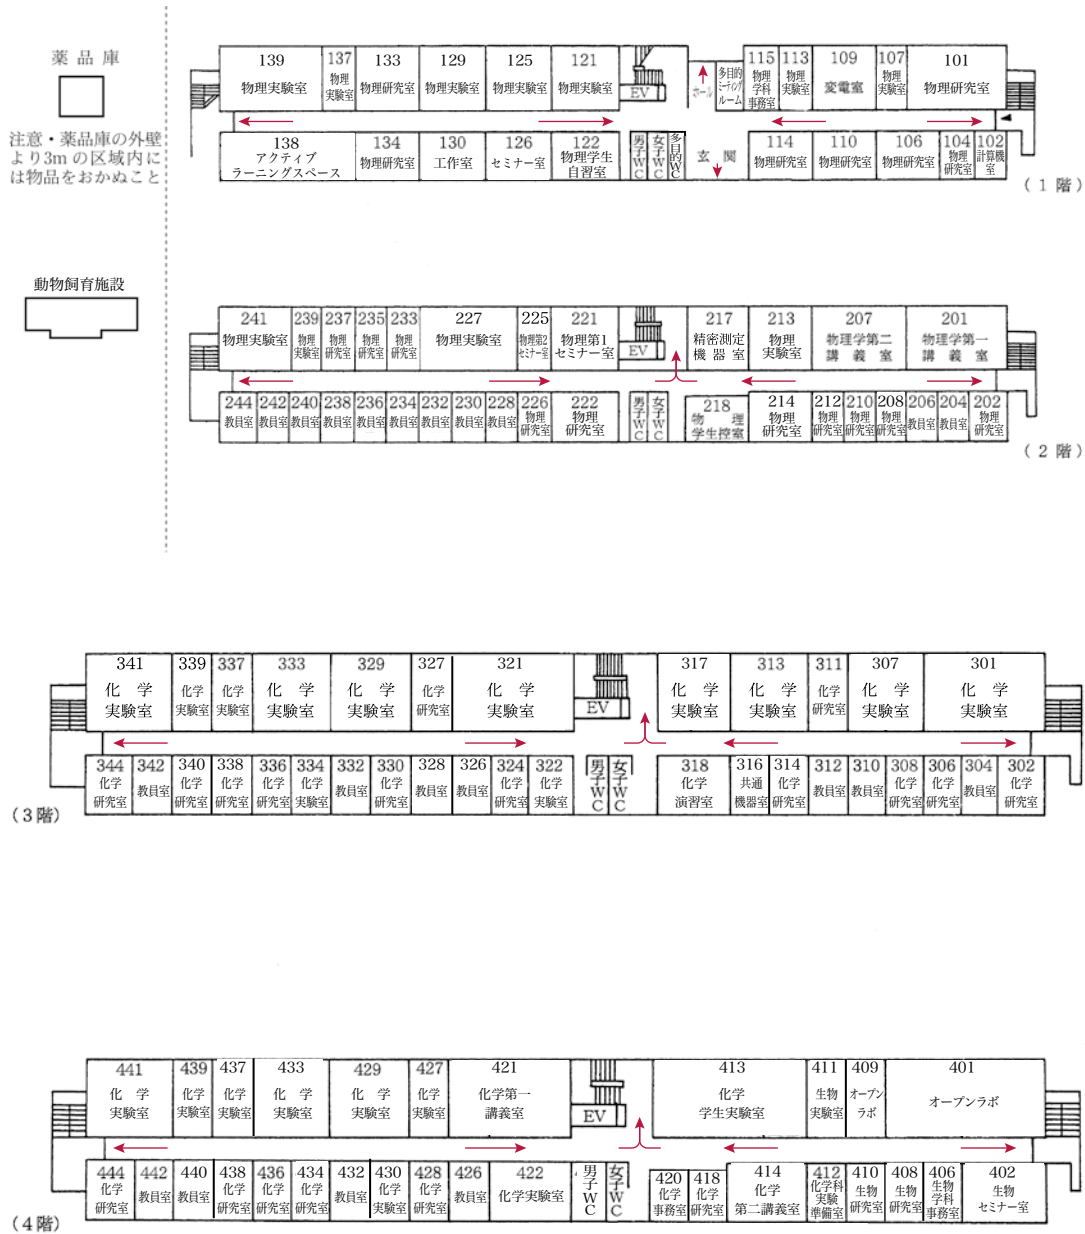 薬品庫
注意・薬品庫の外壁
より3mの区域内に
は物品をおかぬこと
139
物理実験室
137
物理
実験室
133
物理研究室
129
物理実験室
125
物理実験室
121
物理実験室
EV
ホール
多目的
ミーティング
ルーム
115
物理
学科
事務室
113
物理
実験室
109
変電室
107
物理
実験室
101
物理研究室
138
アクティブ
ラーニングスペース
134
物理研究室
130
工作室
126
セミナー室
122
物理学生
自習室
男子WC
女子WC
多目的WC
玄関
114
物理研究室
110
物理研究室
106
物理研究室
104
物理
研究室
102
計算機
室
(1階)
動物飼育施設
241
物理実験室
239
物理
実験室
237
物理
研究室
235
物理
研究室
233
物理
研究室
227
物理実験室
225
物理第2
セミナー室
221
物理第1
セミナー室
EV
217
精密測定
機器室
213
物理
実験室
207
物理学第二
講義室
201
物理学第一
講義室
244
教員室
242
教員室
240
教員室
238
教員室
236
教員室
234
教員室
232
教員室
230
教員室
228
教員室
226
物理
研究室
222
物理
研究室
男子WC
女子WC
218
物理
学生控室
214
物理
研究室
212
物理
研究室
210
物理
研究室
208
物理
研究室
206
教員室
204
教員室
202
物理
研究室
(2階)
341
化学
実験室
339
化学
実験室
337
化学
実験室
333
化学
実験室
329
化学
実験室
327
化学
研究室
321
化学
実験室
EV
317
化学
実験室
313
化学
実験室
311
化学
研究室
307
化学
実験室
301
化学
実験室
344
化学
研究室
342
教員室
340
化学
研究室
338
化学
研究室
336
化学
研究室
334
化学
実験室
332
教員室
330
化学
研究室
328
教員室
326
教員室
324
化学
研究室
322
化学
実験室
男子WC
女子WC
318
化学
演習室
316
共通
機器室
314
化学
研究室
312
教員室
310
教員室
308
化学
研究室
306
化学
研究室
304
教員室
302
化学
研究室
(3階)
441
化学
実験室
439
化学
実験室
437
化学
実験室
433
化学
実験室
429
化学
実験室
427
化学
実験室
421
化学第一
講義室
EV
413
化学
学生実験室
411
生物
実験室
409
オープン
ラボ
401
オープンラボ
444
化学
研究室
442
教員室
440
教員室
438
化学
研究室
436
化学
研究室
434
化学
研究室
432
教員室
430
化学
実験室
428
化学
研究室
426
教員室
422
化学実験室
男子WC
女子WC
420
化学
事務室
418
化学
研究室
414
化学
第二講義室
412
化学科
実験
準備室
410
生物
研究室
408
生物
研究室
406
生物
学科
事務室
402
生物
セミナー室
(4階)